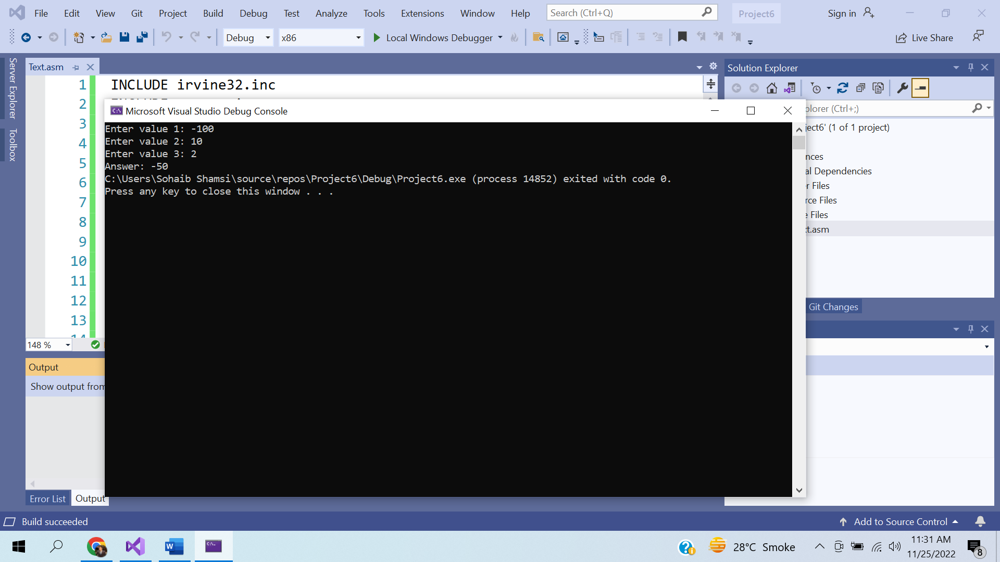 File Edit View Git Project Build Debug Test Analyze Tools Extensions Window Help Search (Ctrl+Q) Project6 Sign in
Debug x86 Local Windows Debugger Live Share
Server Explorer
Toolbox
Text.asm
1 INCLUDE irvine32.inc
2
3
4
5
6
7
8
9
10
11
12
13
148 %
Microsoft Visual Studio Debug Console
Enter value 1: -100
Enter value 2: 10
Enter value 3: 2
Answer: -50
C:\Users\Sohaib Shamsi\source\repos\Project6\Debug\Project6.exe (process 14852) exited with code 0.
Press any key to close this window . . .
Solution Explorer
plorer (Ctrl+;)
ject6' (1 of 1 project)
nces
al Dependencies
r Files
rce Files
e Files
xt.asm
Git Changes
Output
Show output from
Error List Output
Build succeeded
Add to Source Control
28°C Smoke
11:31 AM
11/25/2022
8